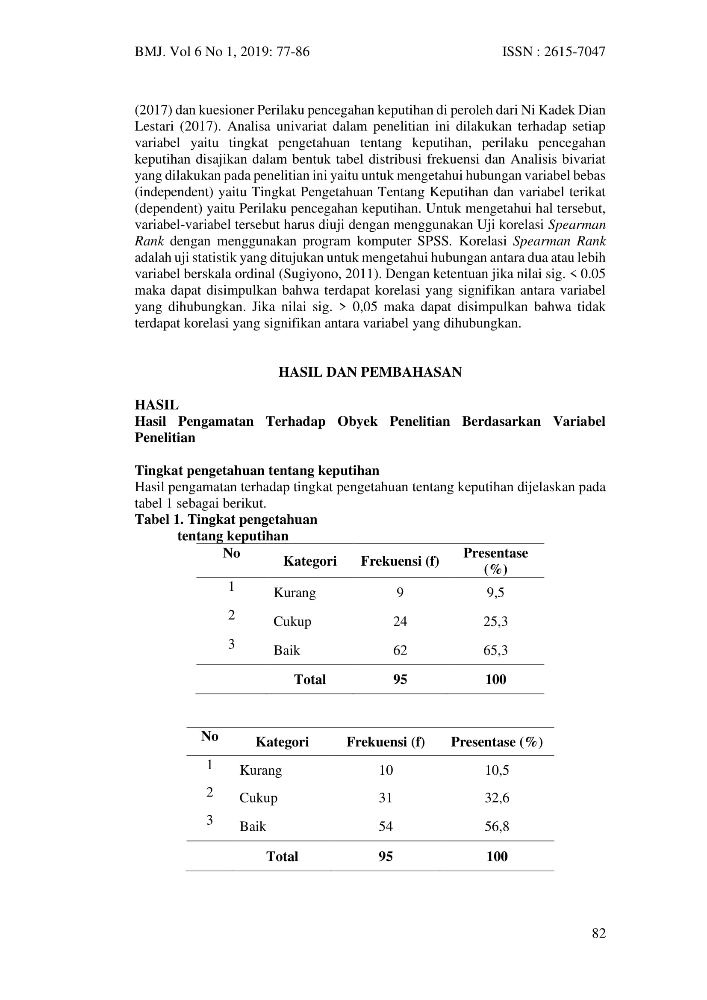 BMJ. Vol 6 No 1, 2019: 77-86 ISSN : 2615-7047
(2017) dan kuesioner Perilaku pencegahan keputihan di peroleh dari Ni Kadek Dian
Lestari (2017). Analisa univariat dalam penelitian ini dilakukan terhadap setiap
variabel yaitu tingkat pengetahuan tentang keputihan, perilaku pencegahan
keputihan disajikan dalam bentuk tabel distribusi frekuensi dan Analisis bivariat
yang dilakukan pada penelitian ini yaitu untuk mengetahui hubungan variabel bebas
(independent) yaitu Tingkat Pengetahuan Tentang Keputihan dan variabel terikat
(dependent) yaitu Perilaku pencegahan keputihan. Untuk mengetahui hal tersebut,
variabel-variabel tersebut harus diuji dengan menggunakan Uji korelasi Spearman
Rank dengan menggunakan program komputer SPSS. Korelasi Spearman Rank
adalah uji statistik yang ditujukan untuk mengetahui hubungan antara dua atau lebih
variabel berskala ordinal (Sugiyono, 2011). Dengan ketentuan jika nilai sig. < 0.05
maka dapat disimpulkan bahwa terdapat korelasi yang signifikan antara variabel
yang dihubungkan. Jika nilai sig. > 0,05 maka dapat disimpulkan bahwa tidak
terdapat korelasi yang signifikan antara variabel yang dihubungkan.
HASIL DAN PEMBAHASAN
HASIL
Hasil Pengamatan Terhadap Obyek Penelitian Berdasarkan Variabel
Penelitian
Tingkat pengetahuan tentang keputihan
Hasil pengamatan terhadap tingkat pengetahuan tentang keputihan dijelaskan pada
tabel 1 sebagai berikut.
Tabel 1. Tingkat pengetahuan
tentang keputihan
No Kategori Frekuensi (f) Presentase
(%)
1 Kurang 9 9,5
2 Cukup 24 25,3
3 Baik 62 65,3
Total 95 100
No Kategori Frekuensi (f) Presentase (%)
1 Kurang 10 10,5
2 Cukup 31 32,6
3 Baik 54 56,8
Total 95 100
82